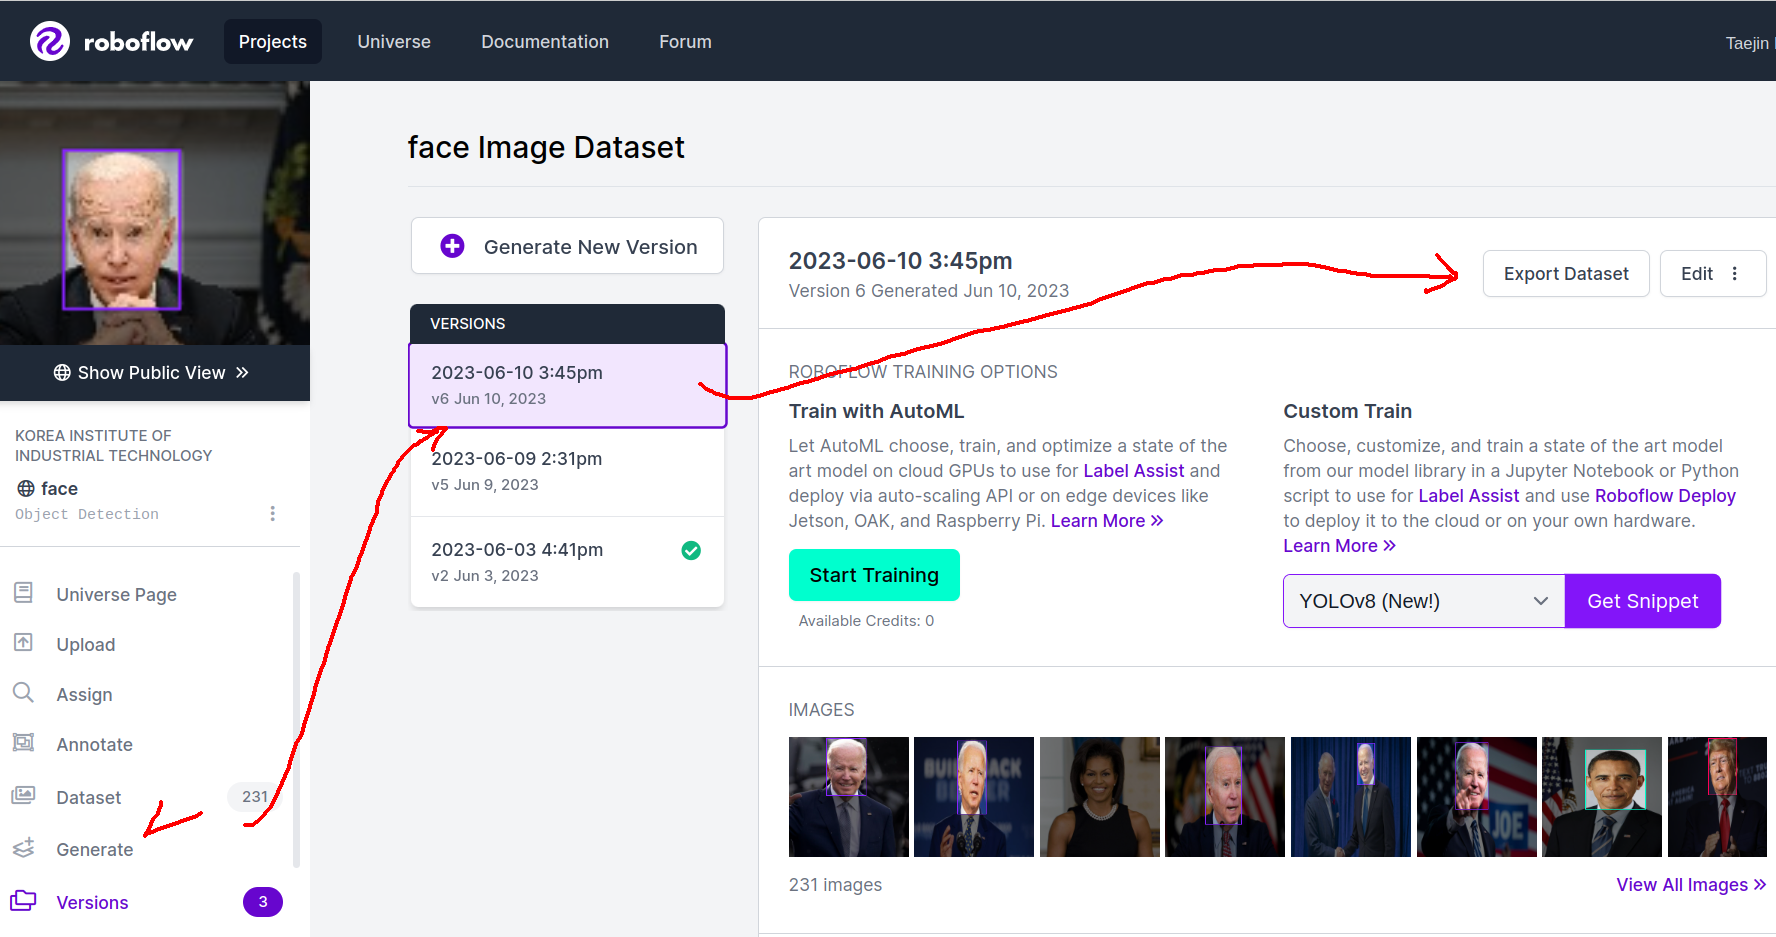 roboflow
Projects
Universe
Documentation
Forum
Taejin
Show Public View
KOREA INSTITUTE OF
INDUSTRIAL TECHNOLOGY
face
Object Detection
Universe Page
Upload
Assign
Annotate
Dataset
231
Generate
Versions
3
face Image Dataset
Generate New Version
VERSIONS
2023-06-10 3:45pm
v6 Jun 10, 2023
2023-06-09 2:31pm
v5 Jun 9, 2023
2023-06-03 4:41pm
v2 Jun 3, 2023
2023-06-10 3:45pm
Version 6 Generated Jun 10, 2023
Export Dataset
Edit
ROBOFLOW TRAINING OPTIONS
Train with AutoML
Let AutoML choose, train, and optimize a state of the
art model on cloud GPUs to use for Label Assist and
deploy via auto-scaling API or on edge devices like
Jetson, OAK, and Raspberry Pi. Learn More »
Start Training
Available Credits: 0
Custom Train
Choose, customize, and train a state of the art model
from our model library in a Jupyter Notebook or Python
script to use for Label Assist and use Roboflow Deploy
to deploy it to the cloud or on your own hardware.
Learn More »
YOLOv8 (New!)
Get Snippet
IMAGES
JOE
231 images
View All Images »